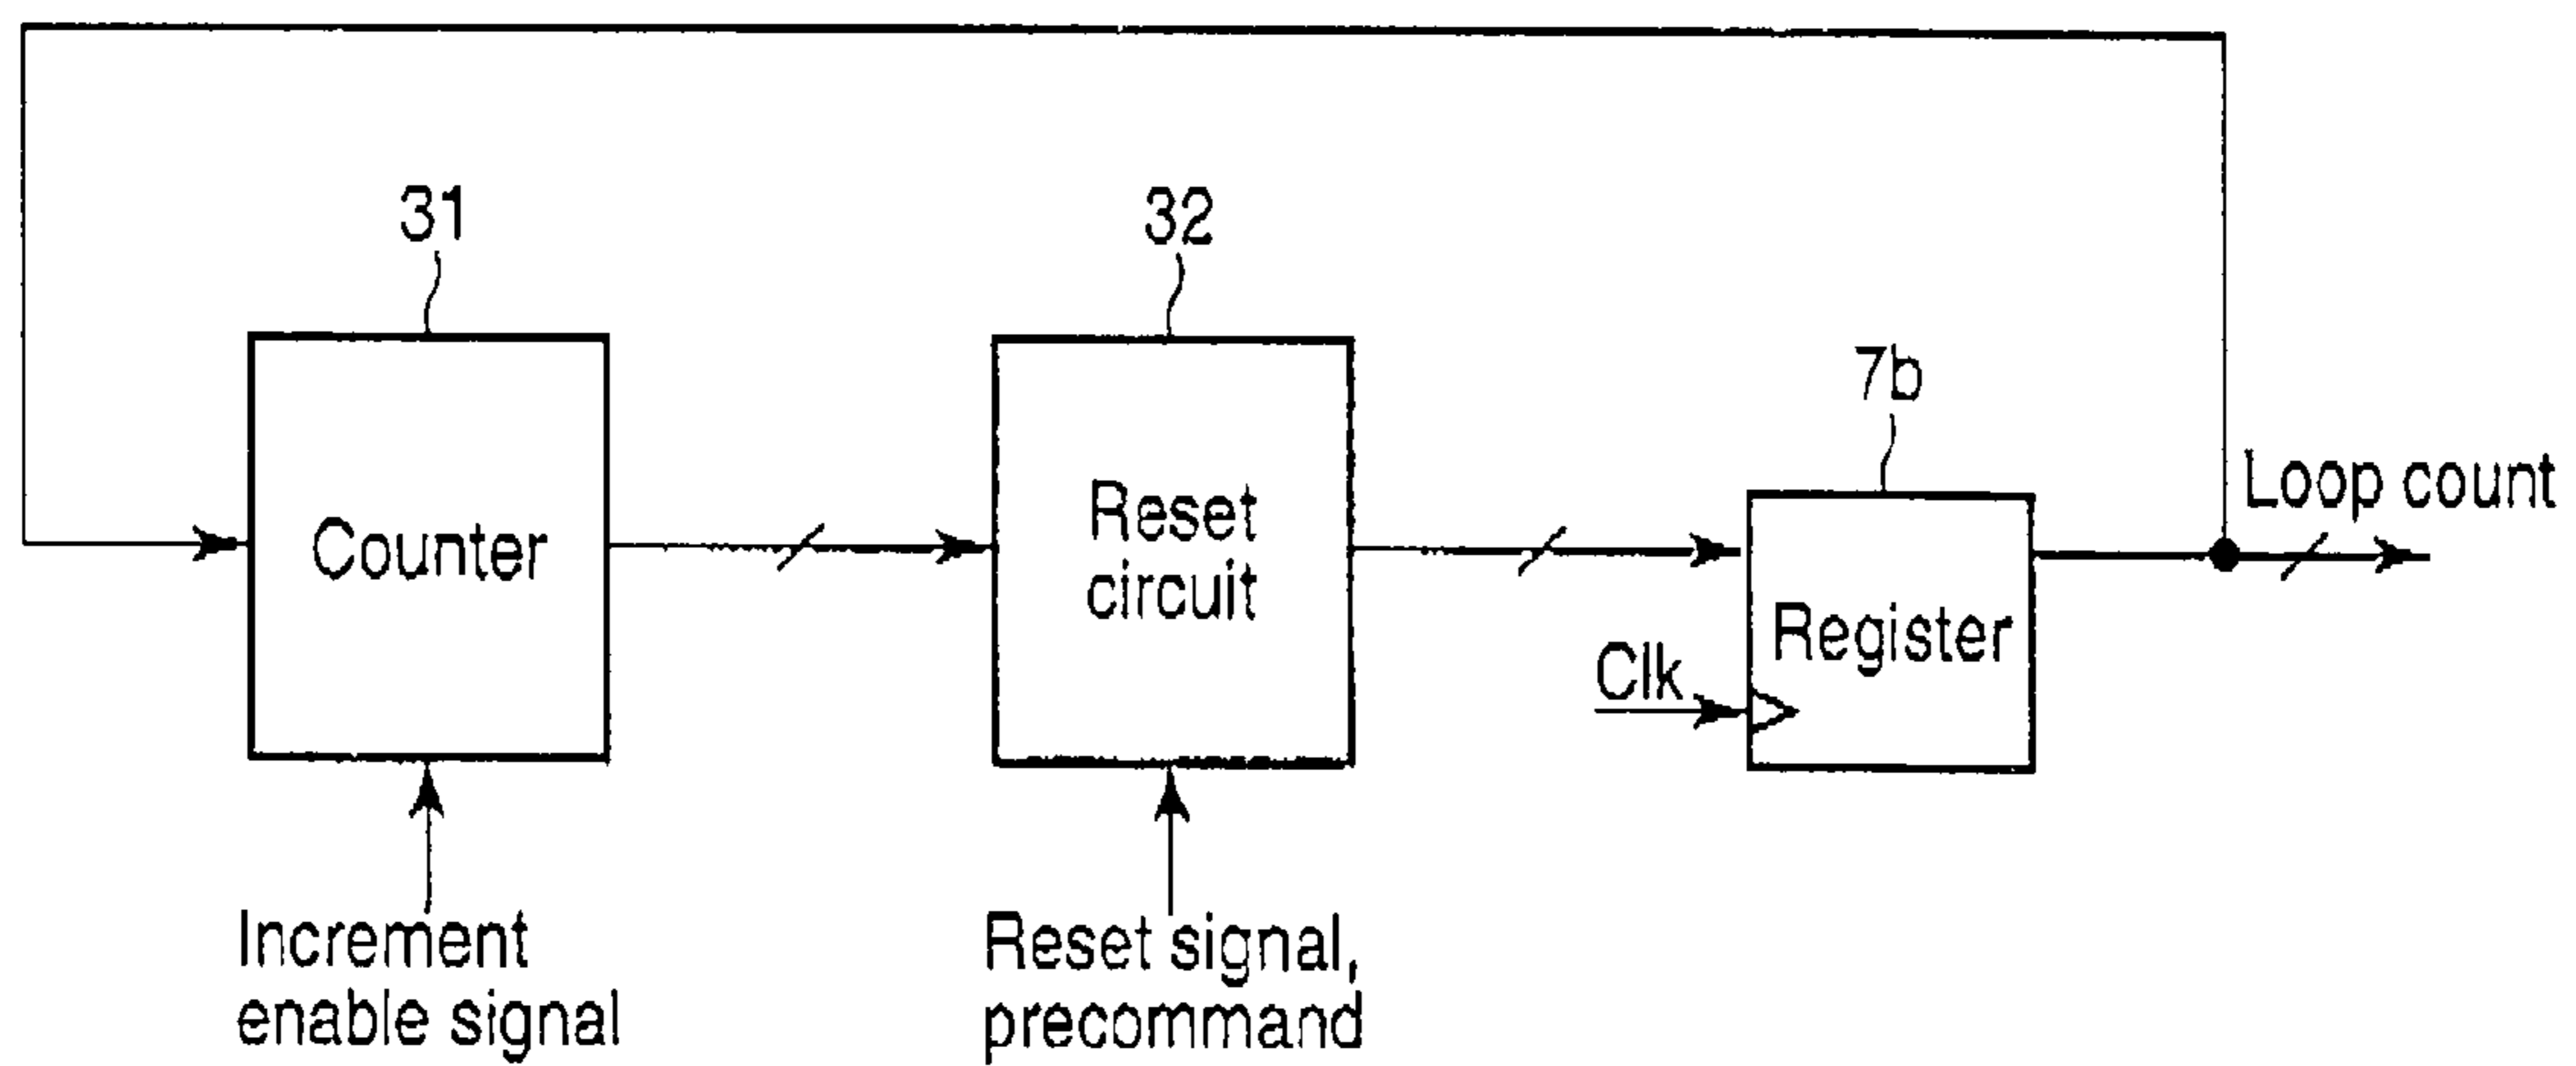 31
32
7b
Loop count
Counter
Reset
circuit
Register
Clk
Increment
enable signal
Reset signal,
precommand